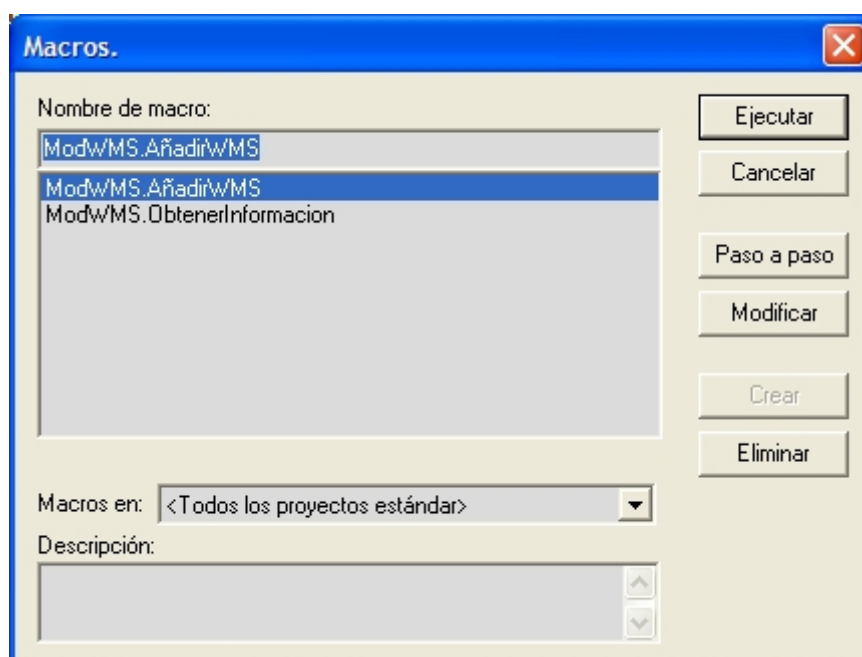 Macros.
Nombre de macro:
ModWMS.AñadirWMS
ModWMS.AñadirWMS
ModWMS.ObtenerInformacion
Ejecutar
Cancelar
Paso a paso
Modificar
Crear
Eliminar
Macros en: <Todos los proyectos estándar>
Descripción: